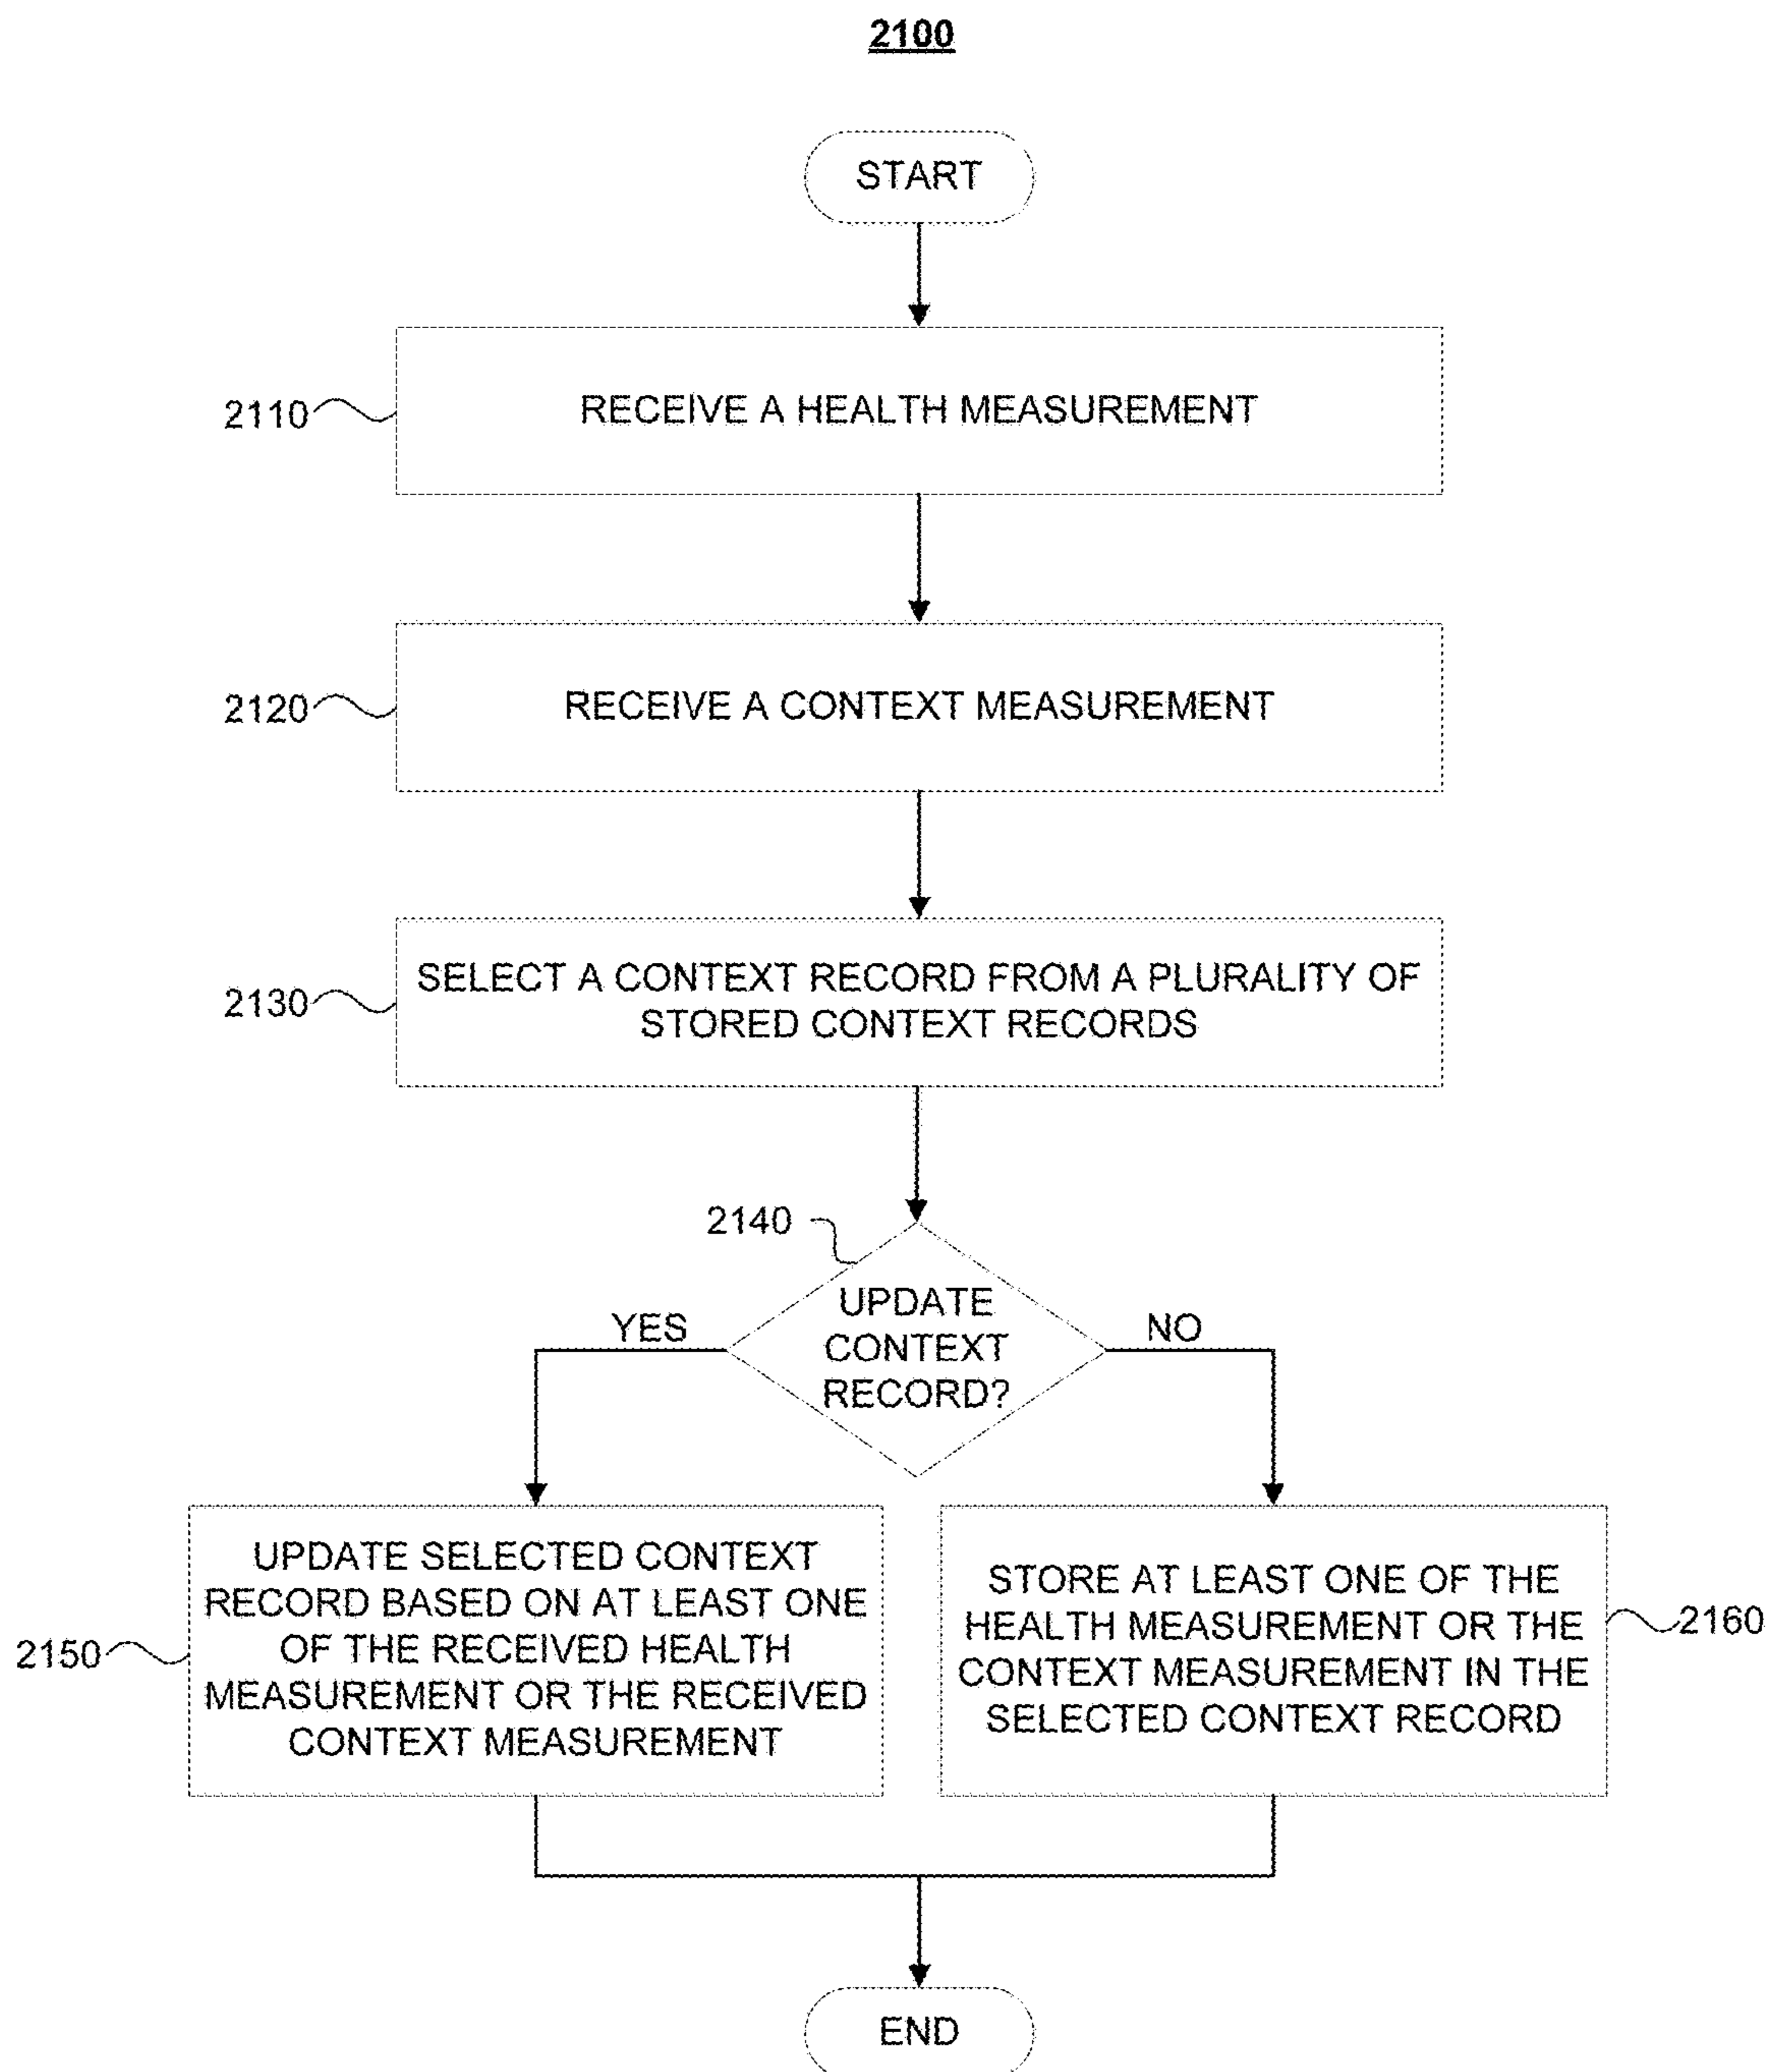 2100
START
2110
RECEIVE A HEALTH MEASUREMENT
2120
RECEIVE A CONTEXT MEASUREMENT
2130
SELECT A CONTEXT RECORD FROM A PLURALITY OF
STORED CONTEXT RECORDS
2140
UPDATE
CONTEXT
RECORD?
YES
NO
2150
UPDATE SELECTED CONTEXT
RECORD BASED ON AT LEAST ONE
OF THE RECEIVED HEALTH
MEASUREMENT OR THE RECEIVED
CONTEXT MEASUREMENT
STORE AT LEAST ONE OF THE
HEALTH MEASUREMENT OR THE
CONTEXT MEASUREMENT IN THE
SELECTED CONTEXT RECORD
2160
END